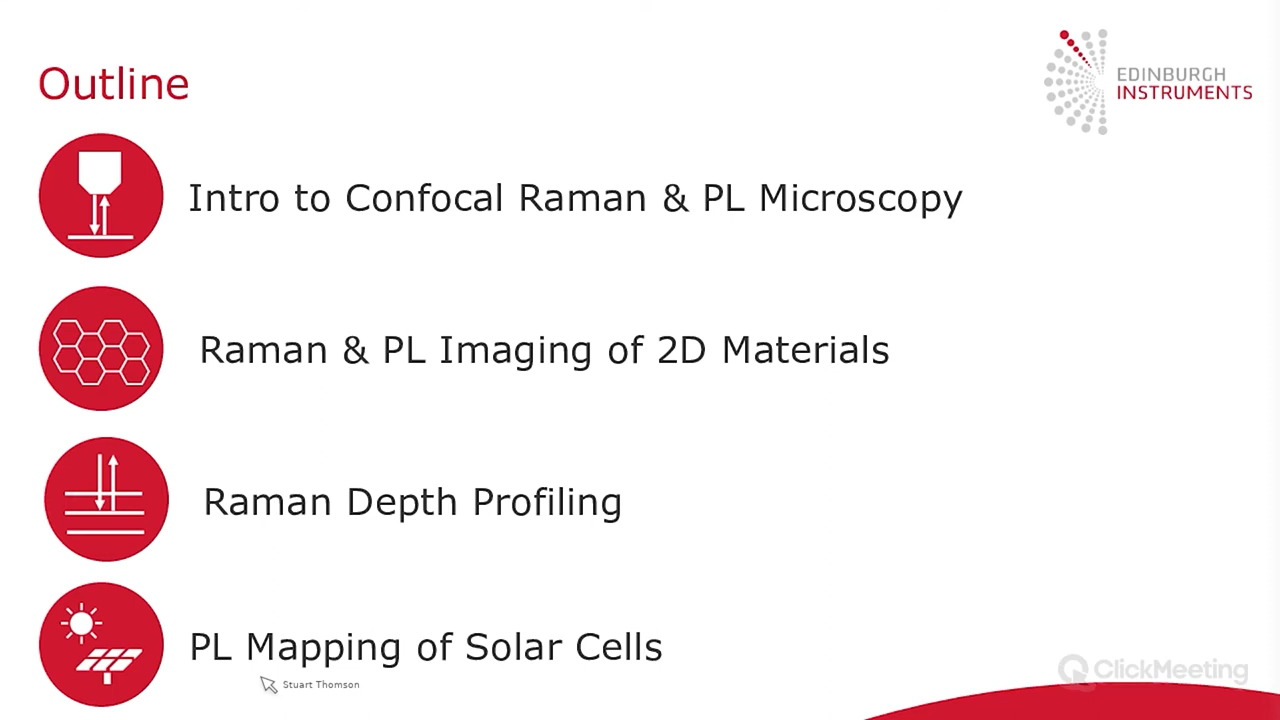 Outline
EDINBURGH
INSTRUMENTS
Intro to Confocal Raman & PL Microscopy
Raman & PL Imaging of 2D Materials
Raman Depth Profiling
PL Mapping of Solar Cells
Stuart Thomson
ClickMeeting